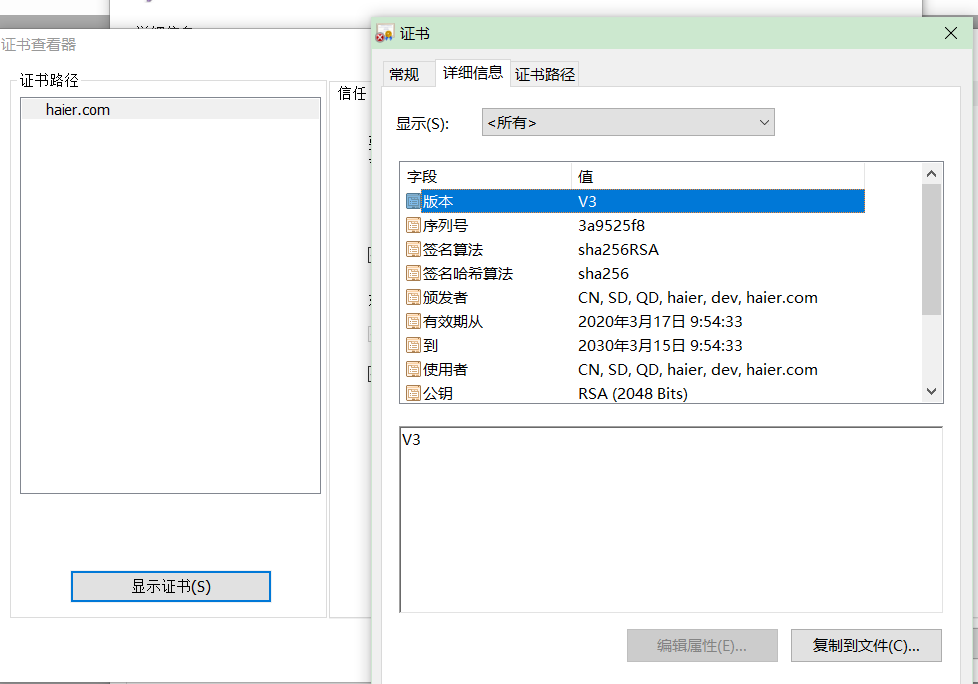 证书查看器
证书路径
haier.com
显示证书(S)
信任
证书
常规
详细信息
证书路径
显示(S):
<所有>
字段 值
版本 V3
序列号 3a9525f8
签名算法 sha256RSA
签名哈希算法 sha256
颁发者 CN, SD, QD, haier, dev, haier.com
有效期从 2020年3月17日 9:54:33
到 2030年3月15日 9:54:33
使用者 CN, SD, QD, haier, dev, haier.com
公钥 RSA (2048 Bits)
V3
编辑属性(E)...
复制到文件(C)...